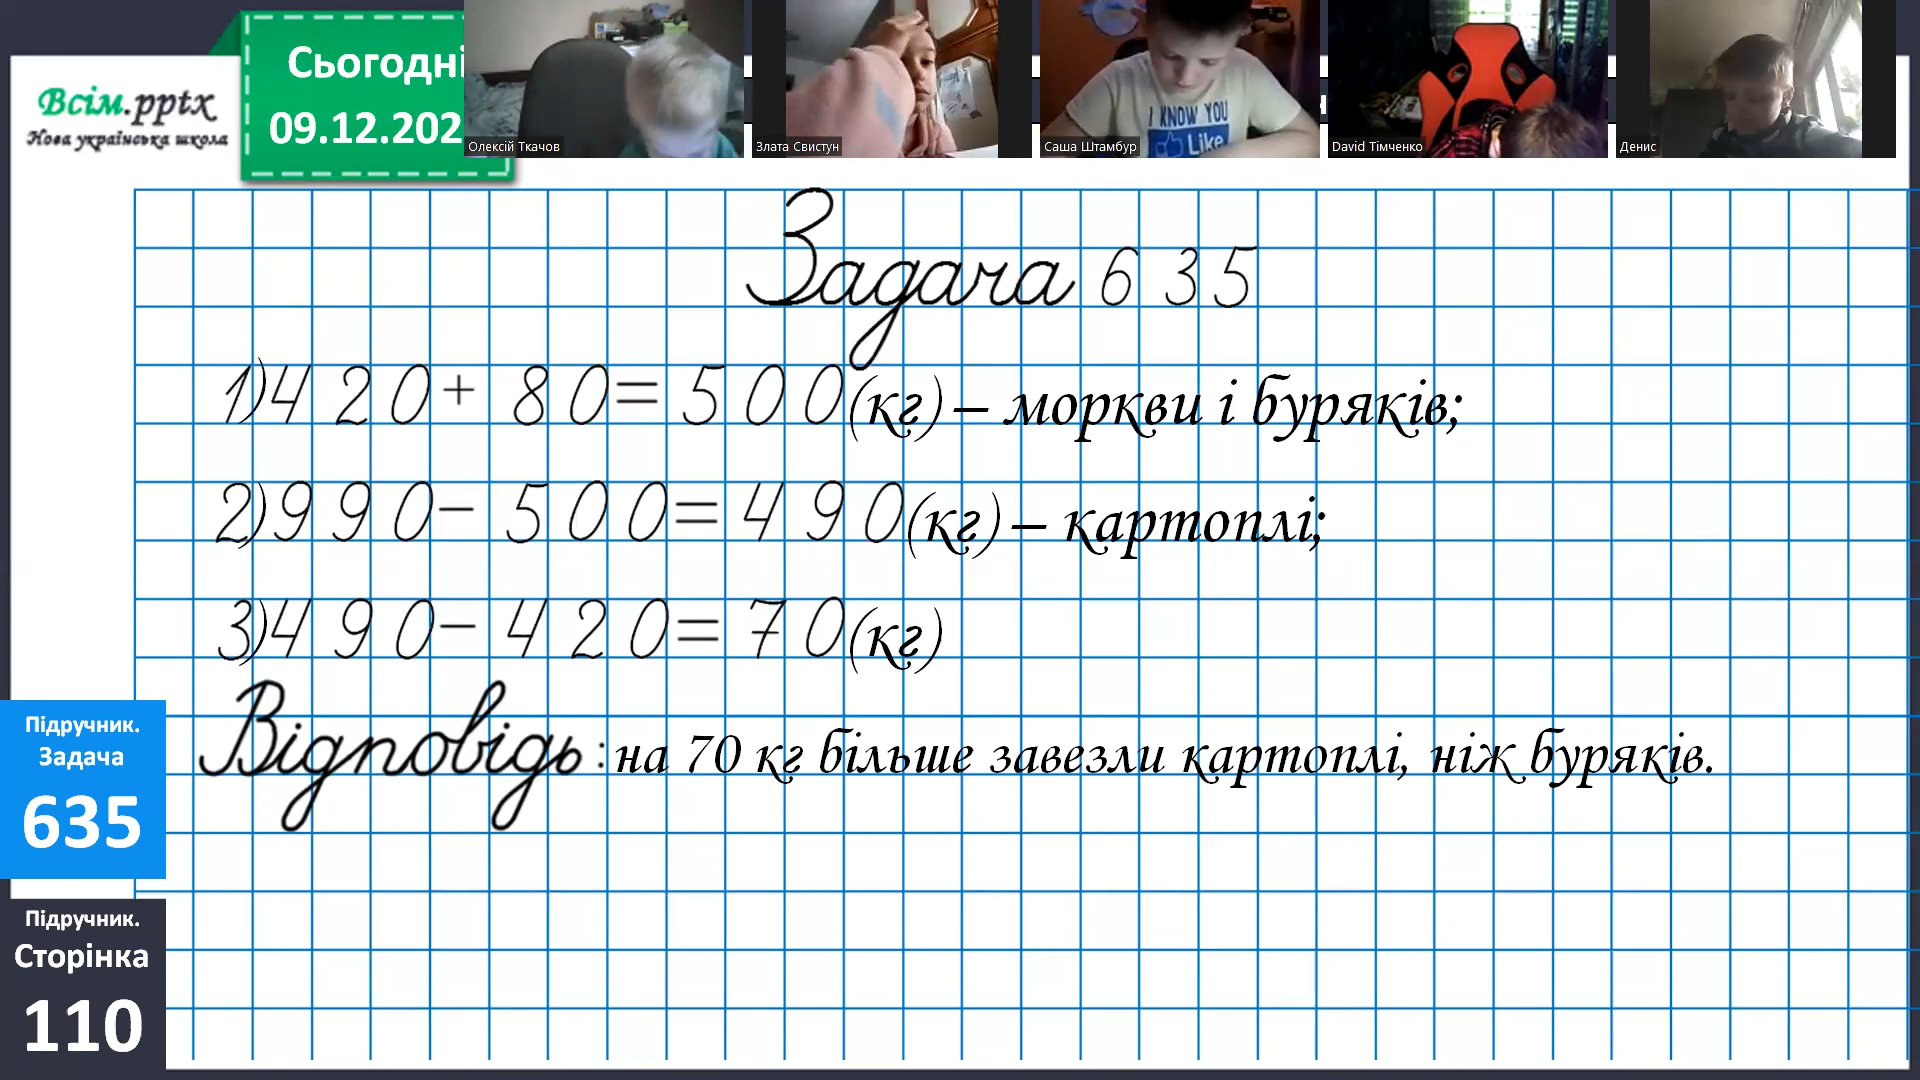 Всім.pptx
Нова українська школа
Сьогодні
09.12.202
Олексій Ткачов
Злата Свистун
Саша Штамбур
David Тімченко
Денис
I KNOW YOU
Like
Задача 635
1)420+80=500(кг) – моркви і буряків;
2)990-500=490(кг) – картоплі;
3)490-420=70(кг)
Відповідь: на 70 кг більше завезли картоплі, ніж буряків.
Підручник.
Задача
635
Підручник.
Сторінка
110